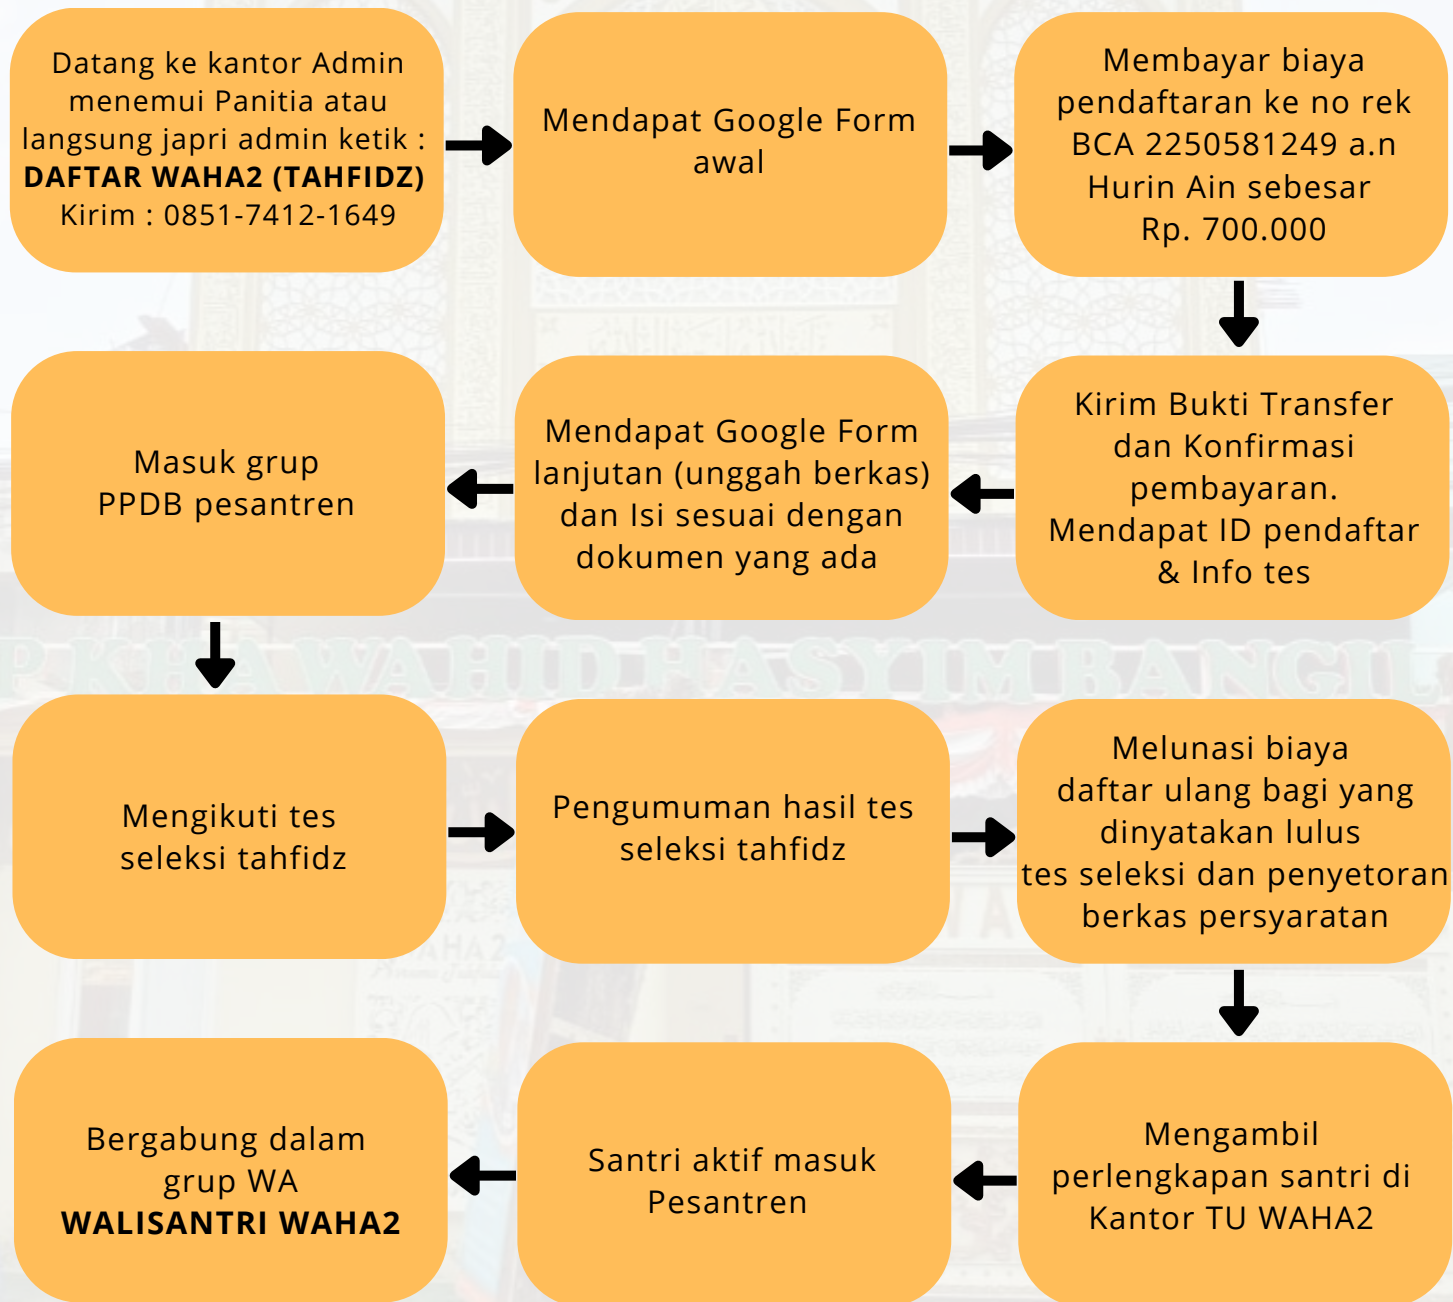 Datang ke kantor Admin
menemui Panitia atau
langsung japri admin ketik :
DAFTAR WAHA2 (TAHFIDZ)
Kirim : 0851-7412-1649
Mendapat Google Form
awal
Membayar biaya
pendaftaran ke no rek
BCA 2250581249 a.n
Hurin Ain sebesar
Rp. 700.000
Kirim Bukti Transfer
dan Konfirmasi
pembayaran.
Mendapat ID pendaftar
& Info tes
Mendapat Google Form
lanjutan (unggah berkas)
dan Isi sesuai dengan
dokumen yang ada
Masuk grup
PPDB pesantren
P KH A WAHID HASYIM BANGIL
Mengikuti tes
seleksi tahfidz
Pengumuman hasil tes
seleksi tahfidz
Melunasi biaya
daftar ulang bagi yang
dinyatakan lulus
tes seleksi dan penyetoran
berkas persyaratan
Mengambil
perlengkapan santri di
Kantor TU WAHA2
Santri aktif masuk
Pesantren
Bergabung dalam
grup WA
WALISANTRI WAHA2